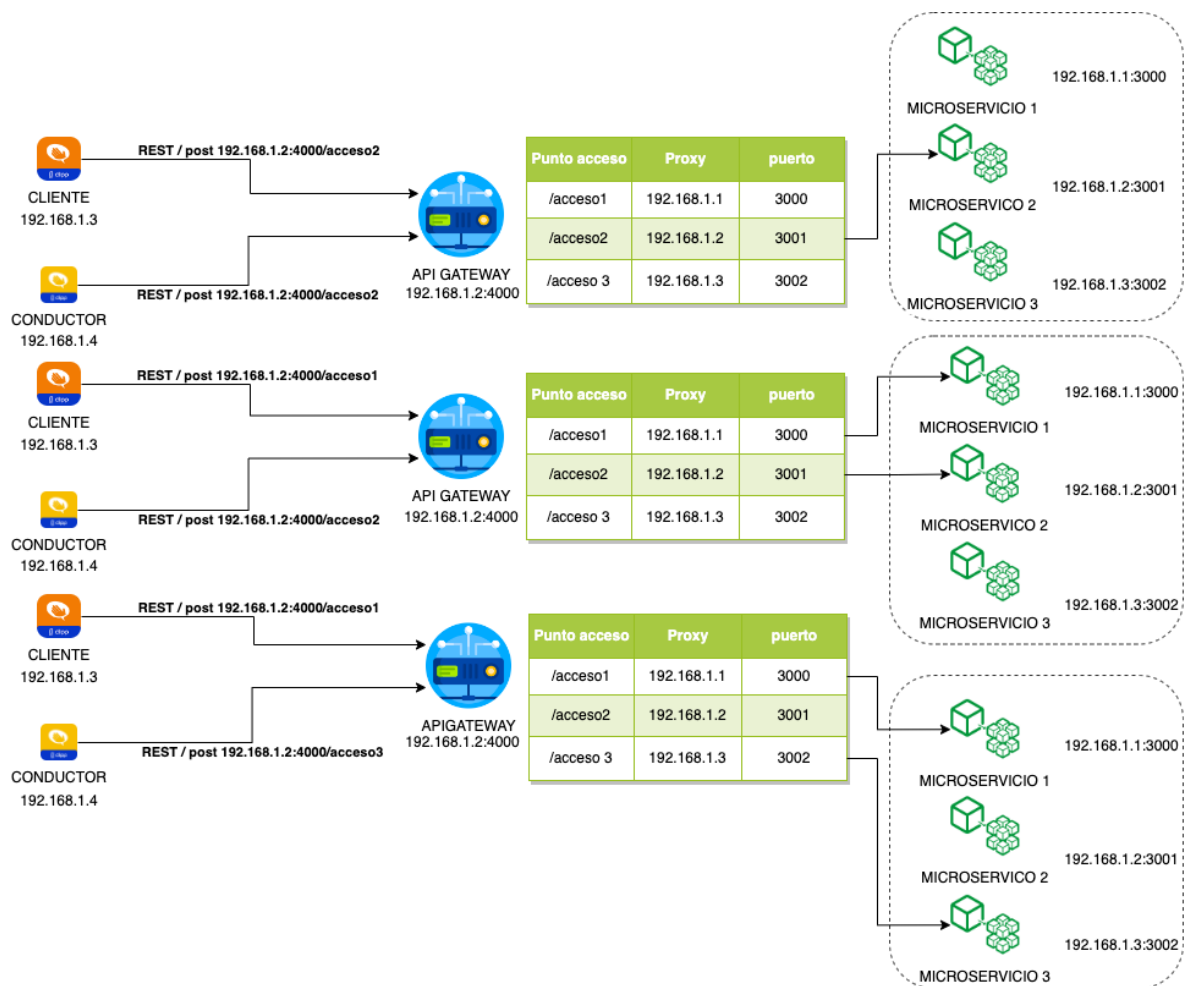 192.168.1.1:3000
MICROSERVICIO 1
REST / post 192.168.1.2:4000/acceso2
CLIENTE
192.168.1.3
Punto acceso Proxy puerto
/acceso1 192.168.1.1 3000
/acceso2 192.168.1.2 3001
/acceso 3 192.168.1.3 3002
192.168.1.2:3001
MICROSERVICO 2
API GATEWAY
192.168.1.2:4000
REST / post 192.168.1.2:4000/acceso2
CONDUCTOR
192.168.1.4
192.168.1.3:3002
MICROSERVICIO 3
REST / post 192.168.1.2:4000/acceso1
CLIENTE
192.168.1.3
Punto acceso Proxy puerto
/acceso1 192.168.1.1 3000
/acceso2 192.168.1.2 3001
/acceso 3 192.168.1.3 3002
192.168.1.1:3000
MICROSERVICIO 1
192.168.1.2:3001
MICROSERVICO 2
API GATEWAY
192.168.1.2:4000
REST / post 192.168.1.2:4000/acceso2
CONDUCTOR
192.168.1.4
192.168.1.3:3002
MICROSERVICIO 3
REST / post 192.168.1.2:4000/acceso1
CLIENTE
192.168.1.3
Punto acceso Proxy puerto
/acceso1 192.168.1.1 3000
/acceso2 192.168.1.2 3001
/acceso 3 192.168.1.3 3002
APIGATEWAY
192.168.1.2:4000
REST / post 192.168.1.2:4000/acceso3
CONDUCTOR
192.168.1.4
192.168.1.1:3000
MICROSERVICIO 1
192.168.1.2:3001
MICROSERVICO 2
192.168.1.3:3002
MICROSERVICIO 3